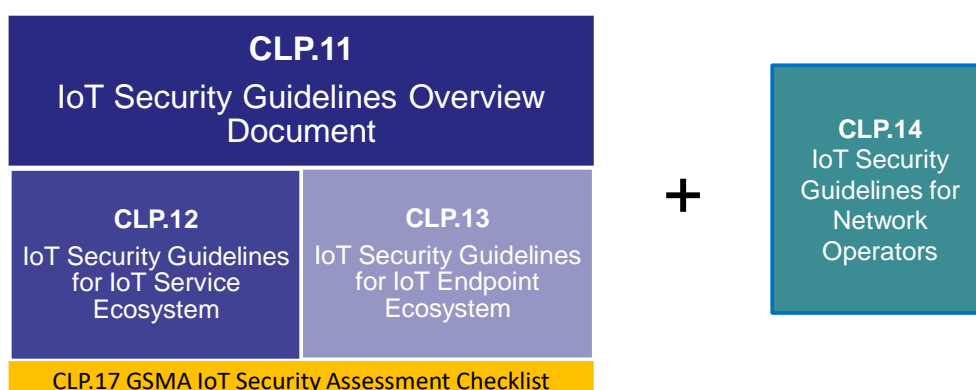 CLP.11
IoT Security Guidelines Overview
Document
CLP.12
IoT Security Guidelines
for IoT Service
Ecosystem
CLP.13
IoT Security Guidelines
for IoT Endpoint
Ecosystem
CLP.17 GSMA IoT Security Assessment Checklist
+
CLP.14
IoT Security
Guidelines for
Network
Operators